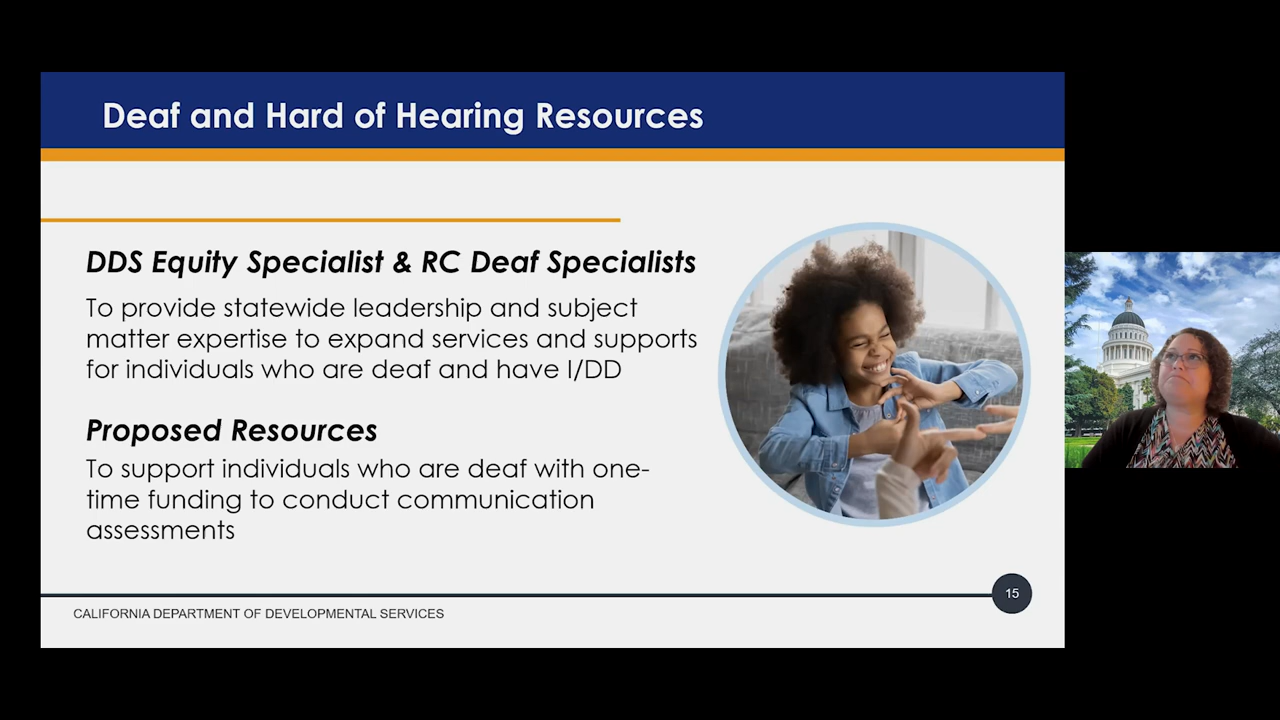 Deaf and Hard of Hearing Resources
DDS Equity Specialist & RC Deaf Specialists
To provide statewide leadership and subject
matter expertise to expand services and supports
for individuals who are deaf and have I/DD
Proposed Resources
To support individuals who are deaf with one-
time funding to conduct communication
assessments
15
CALIFORNIA DEPARTMENT OF DEVELOPMENTAL SERVICES